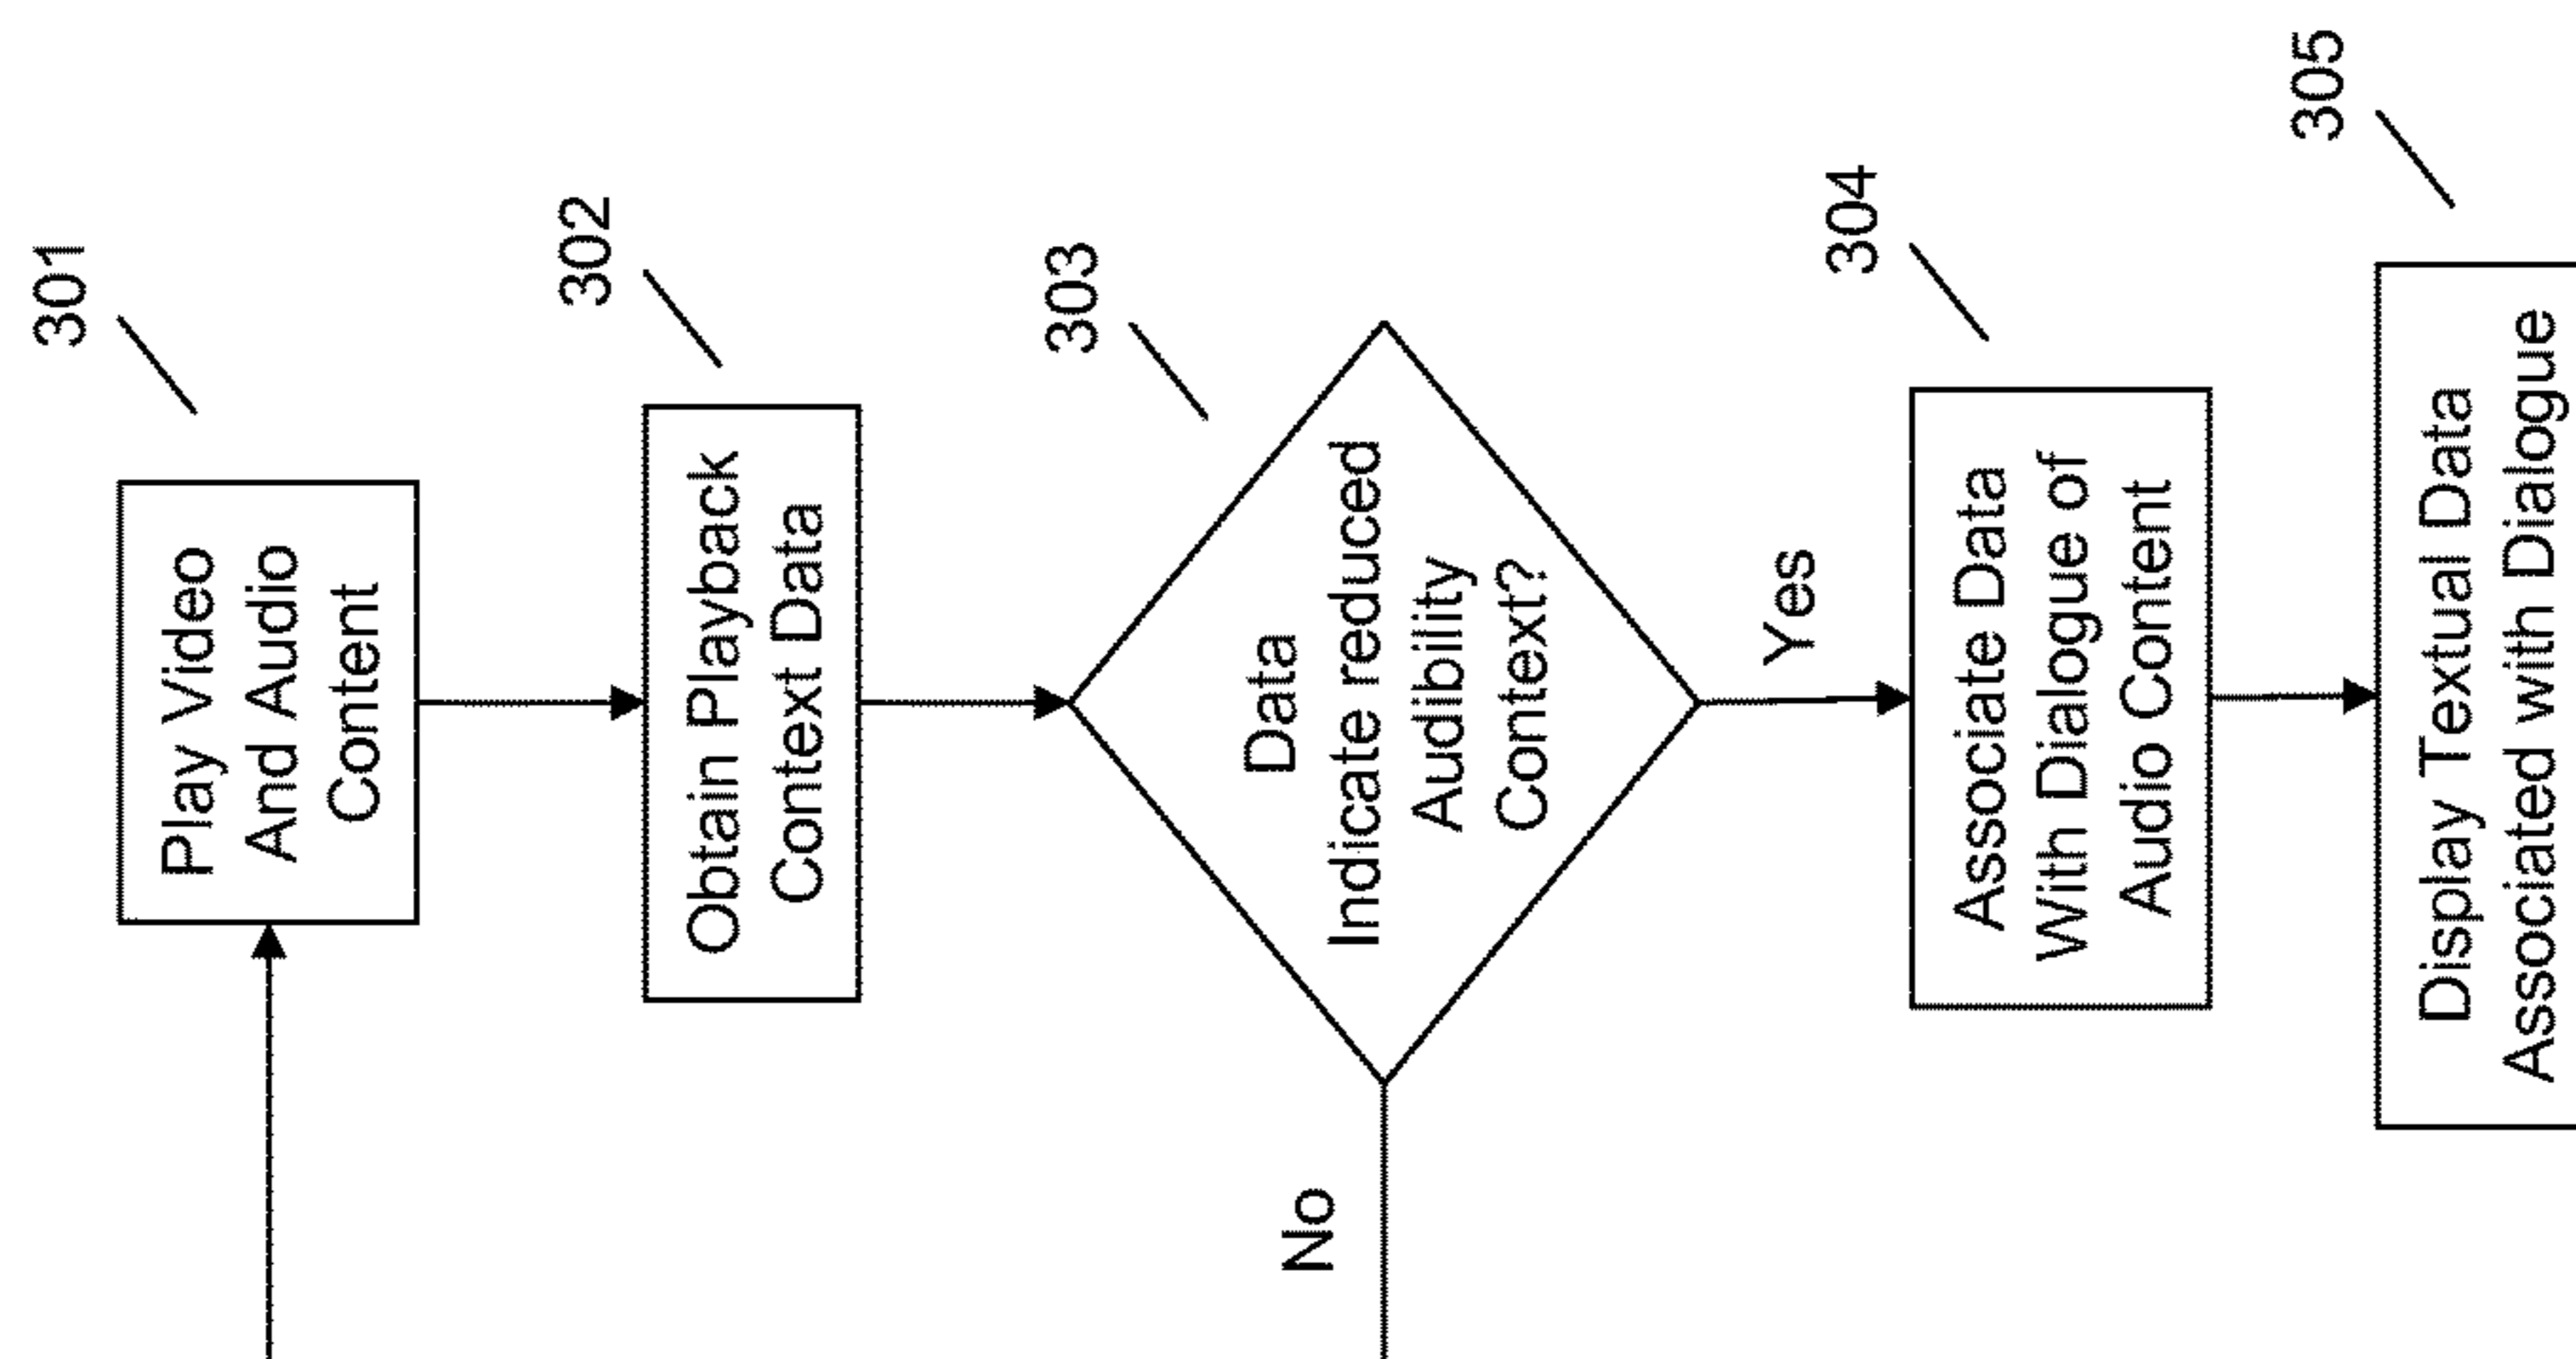 301
Play Video
And Audio
Content
302
Obtain Playback
Context Data
303
Data
Indicate reduced
Audibility
Context?
No
Yes
304
Associate Data
With Dialogue of
Audio Content
305
Display Textual Data
Associated with Dialogue